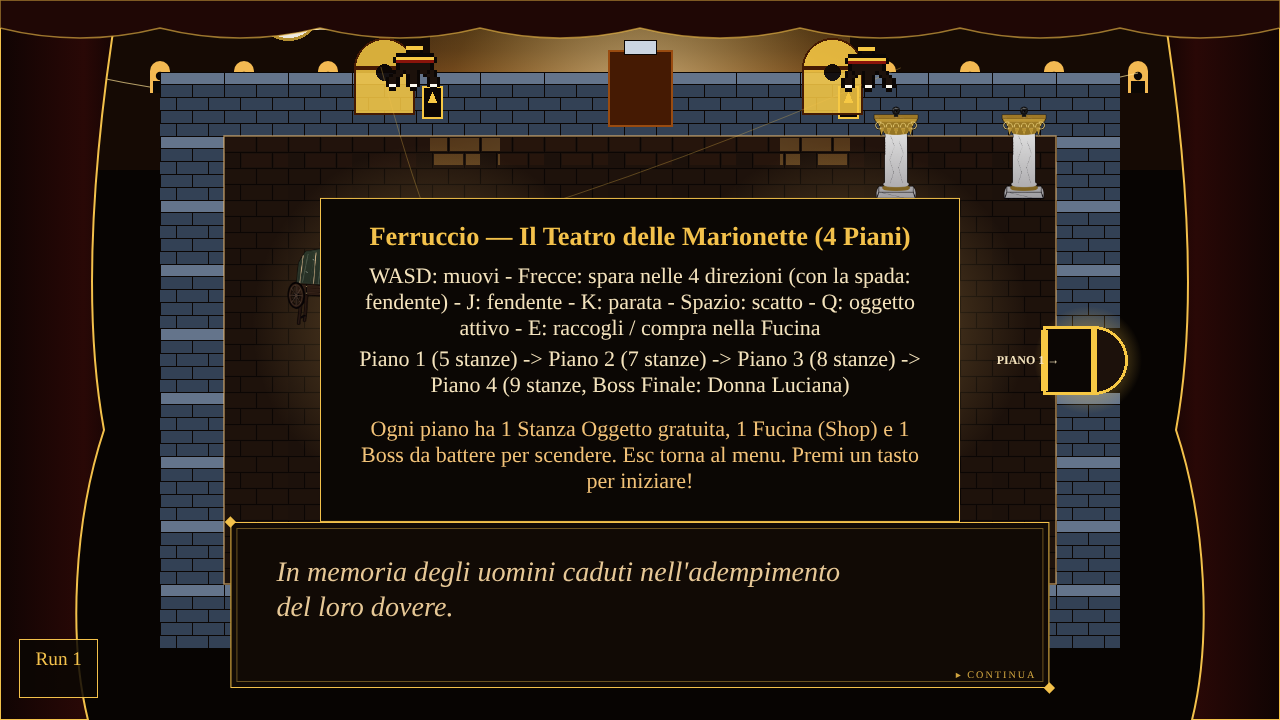 Ferruccio — Il Teatro delle Marionette (4 Piani)
WASD: muovi - Frecce: spara nelle 4 direzioni (con la spada:
fendente) - J: fendente - K: parata - Spazio: scatto - Q: oggetto
attivo - E: raccogli / compra nella Fucina
Piano 1 (5 stanze) -> Piano 2 (7 stanze) -> Piano 3 (8 stanze) ->
Piano 4 (9 stanze, Boss Finale: Donna Luciana)
PIANO 1 →
Ogni piano ha 1 Stanza Oggetto gratuita, 1 Fucina (Shop) e 1
Boss da battere per scendere. Esc torna al menu. Premi un tasto
per iniziare!
In memoria degli uomini caduti nell'adempimento
del loro dovere.
▸ CONTINUA
Run 1